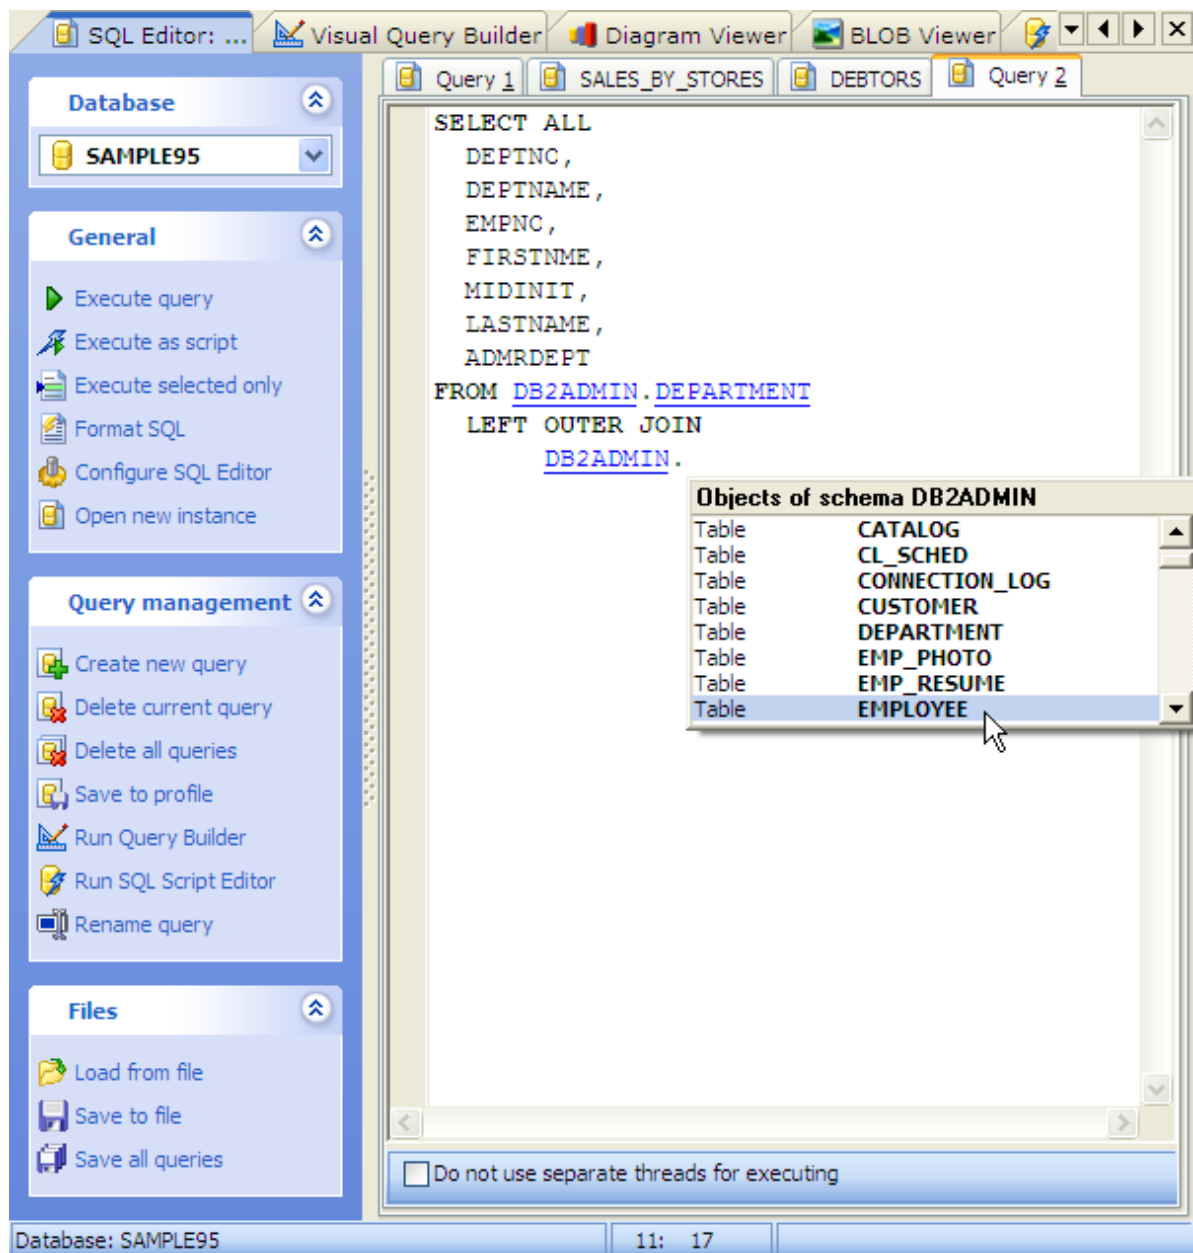 SQL Editor: ... Visual Query Builder Diagram Viewer BLOB Viewer
Query 1 SALES_BY_STORES DEBTORS Query 2
Database
SAMPLE95
General
Execute query
Execute as script
Execute selected only
Format SQL
Configure SQL Editor
Open new instance
Query management
Create new query
Delete current query
Delete all queries
Save to profile
Run Query Builder
Run SQL Script Editor
Rename query
Files
Load from file
Save to file
Save all queries
SELECT ALL
DEPTNO,
DEPTNAME,
EMPNO,
FIRSTNME,
MIDINIT,
LASTNAME,
ADMRDEPT
FROM DB2ADMIN.DEPARTMENT
LEFT OUTER JOIN
DB2ADMIN.
Objects of schema DB2ADMIN
Table CATALOG
Table CL_SCHED
Table CONNECTION_LOG
Table CUSTOMER
Table DEPARTMENT
Table EMP_PHOTO
Table EMP_RESUME
Table EMPLOYEE
Do not use separate threads for executing
Database: SAMPLE95 11: 17